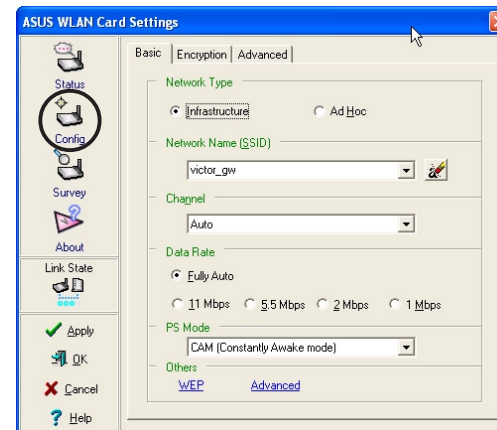 ASUS WLAN Card Settings
Status
Config
Survey
About
Link State
Apply
OK
Cancel
Help
Basic Encryption Advanced
Network Type
Infrastructure Ad Hoc
Network Name (SSID)
victor_gw
Channel
Auto
Data Rate
Fully Auto
11 Mbps 5.5 Mbps 2 Mbps 1 Mbps
PS Mode
CAM (Constantly Awake mode)
Others
WEP Advanced